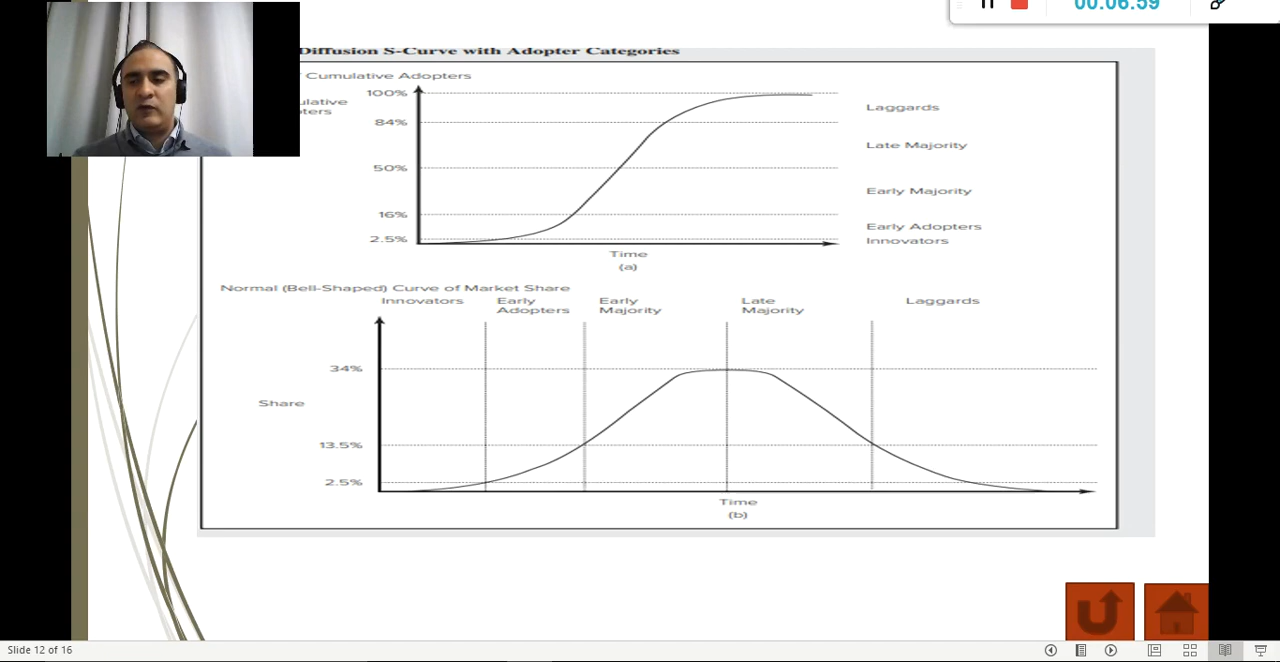 00:06:59
Diffusion S-Curve with Adopter Categories
Cumulative Adopters
100%
84%
50%
16%
2.5%
Laggards
Late Majority
Early Majority
Early Adopters
Innovators
Time
(a)
Normal (Bell-Shaped) Curve of Market Share
Innovators
Early
Adopters
Early
Majority
Late
Majority
Laggards
34%
Share
13.5%
2.5%
Time
(b)
Slide 12 of 16